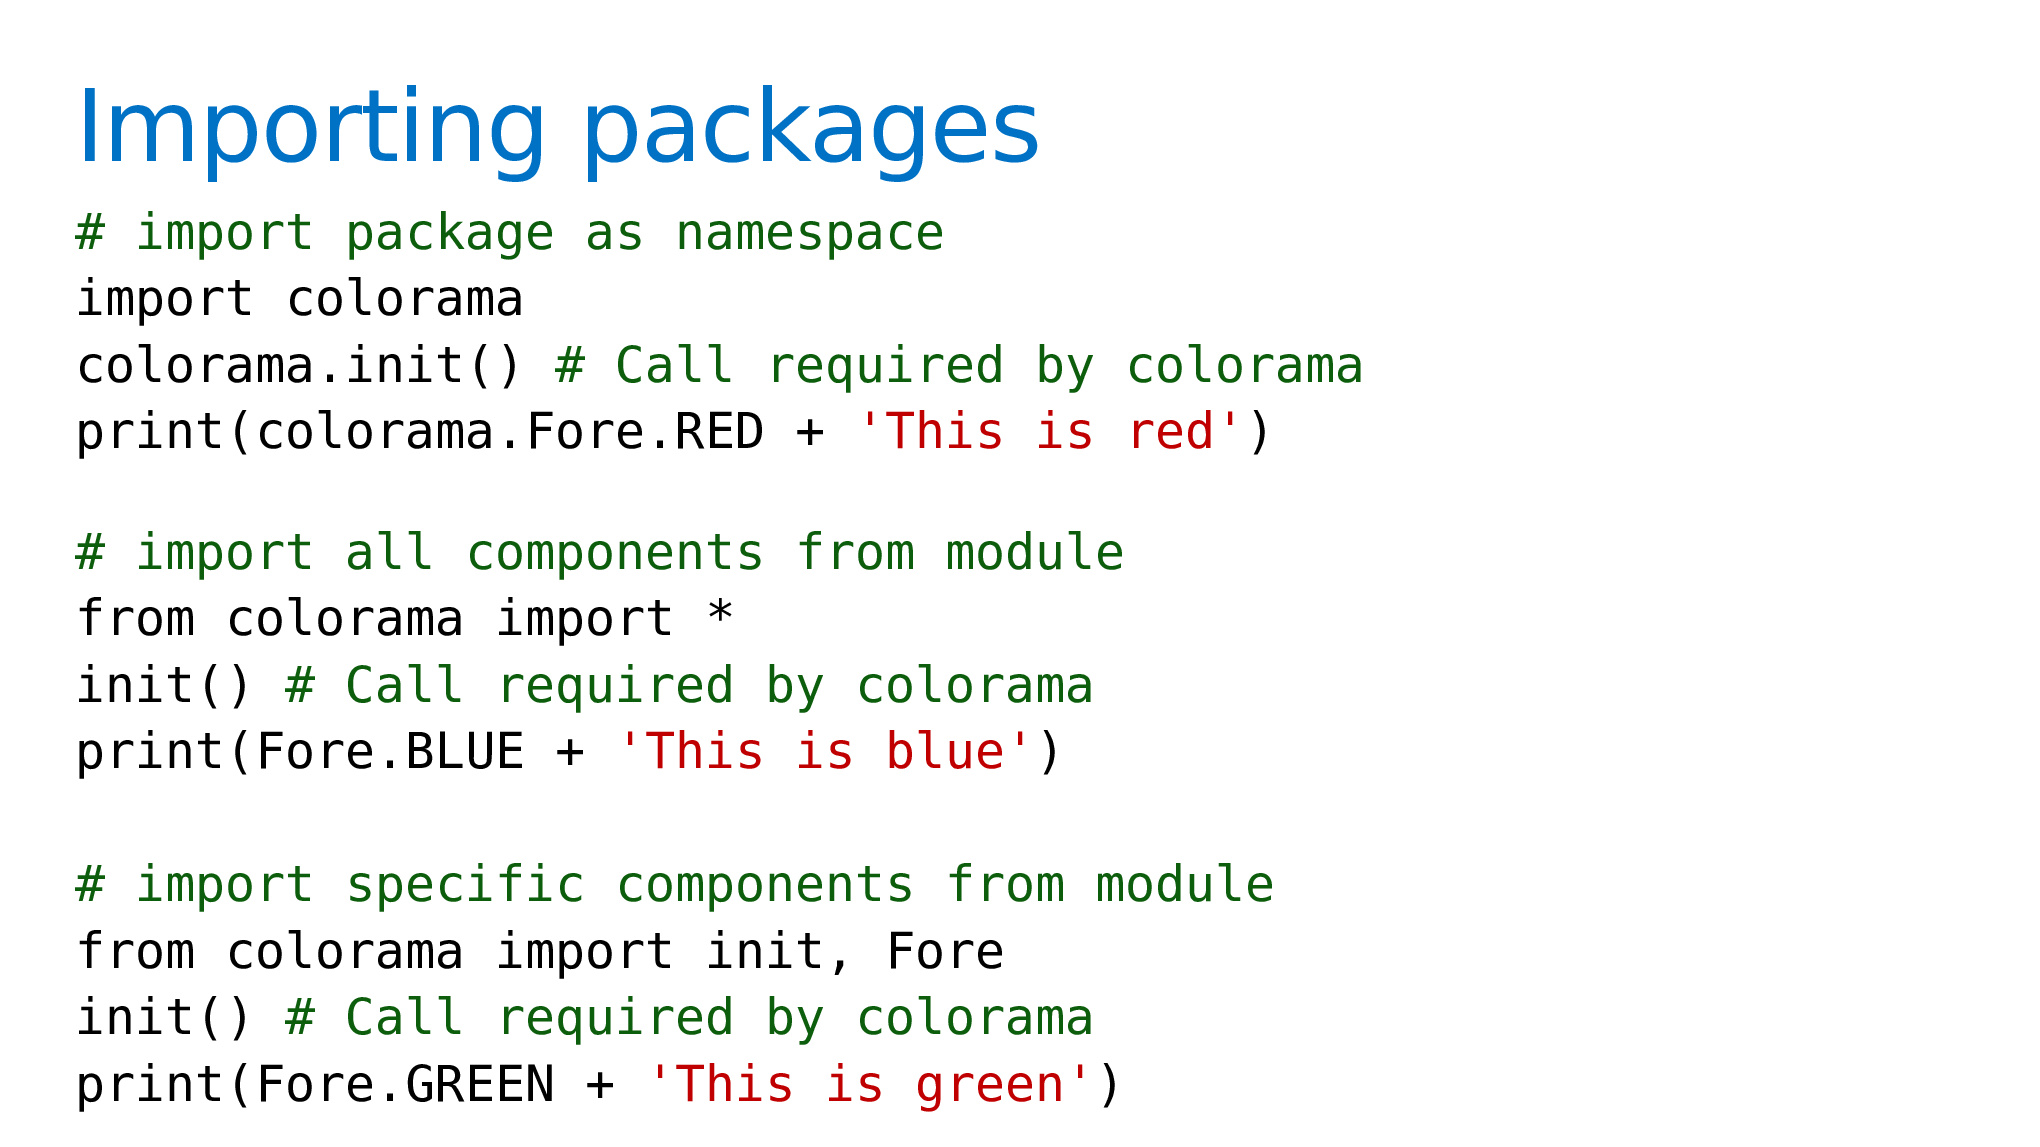 Importing packages
# import package as namespace
import colorama
colorama.init() # Call required by colorama
print(colorama.Fore.RED + 'This is red')
# import all components from module
from colorama import *
init() # Call required by colorama
print(Fore.BLUE + 'This is blue')
# import specific components from module
from colorama import init, Fore
init() # Call required by colorama
print(Fore.GREEN + 'This is green')